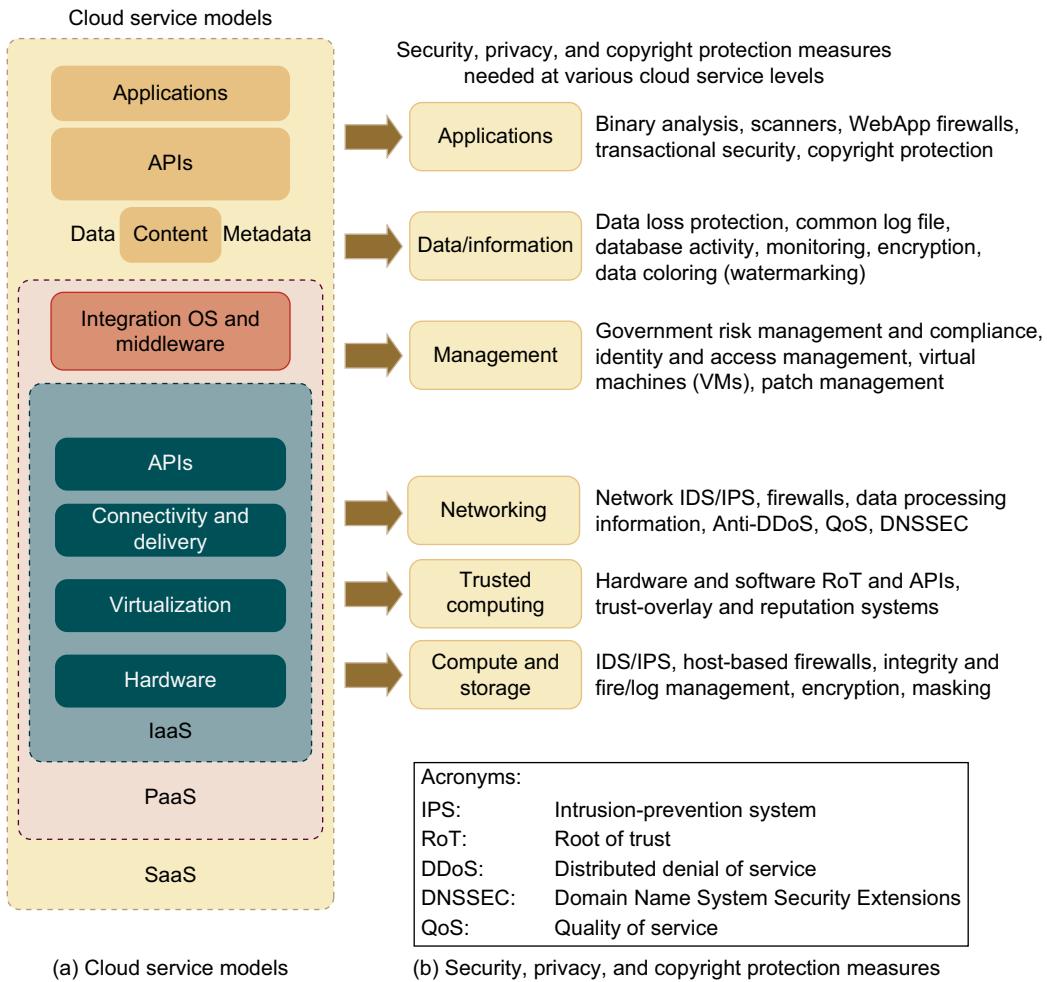 Cloud service models
Applications
APIs
Data
Content
Metadata
Integration OS and
middleware
APIs
Connectivity and
delivery
Virtualization
Hardware
IaaS
PaaS
SaaS
(a) Cloud service models
Security, privacy, and copyright protection measures
needed at various cloud service levels
Applications
Binary analysis, scanners, WebApp firewalls,
transactional security, copyright protection
Data/information
Data loss protection, common log file,
database activity, monitoring, encryption,
data coloring (watermarking)
Management
Government risk management and compliance,
identity and access management, virtual
machines (VMs), patch management
Networking
Network IDS/IPS, firewalls, data processing
information, Anti-DDoS, QoS, DNSSEC
Trusted
computing
Hardware and software RoT and APIs,
trust-overlay and reputation systems
Compute and
storage
IDS/IPS, host-based firewalls, integrity and
fire/log management, encryption, masking
Acronyms:
IPS: Intrusion-prevention system
RoT: Root of trust
DDoS: Distributed denial of service
DNSSEC: Domain Name System Security Extensions
QoS: Quality of service
(b) Security, privacy, and copyright protection measures